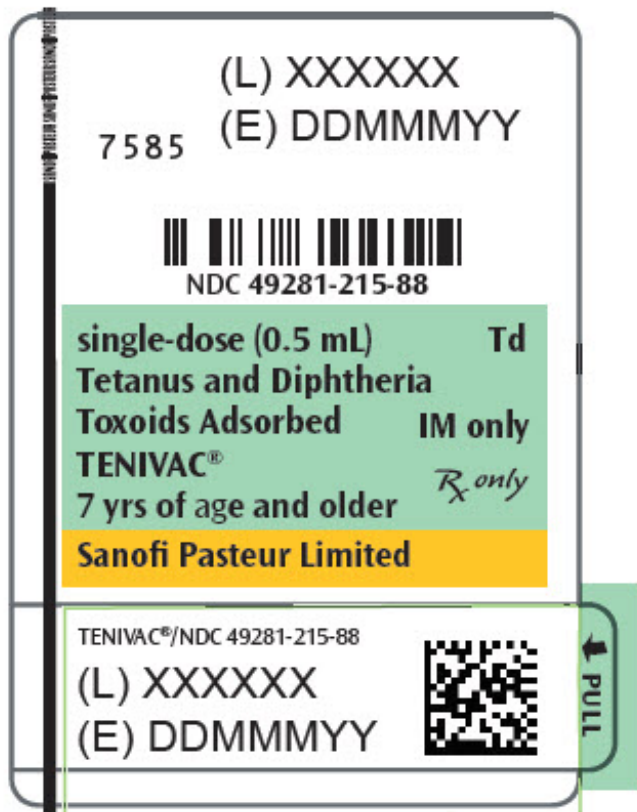 (L) XXXXXX
(E) DDMMMYY
7585
NDC 49281-215-88
single-dose (0.5 mL) Td
Tetanus and Diphtheria
Toxoids Adsorbed IM only
TENIVAC®
℞ only
7 yrs of age and older
Sanofi Pasteur Limited
TENIVAC®/NDC 49281-215-88
(L) XXXXXX
(E) DDMMMYY
PULL